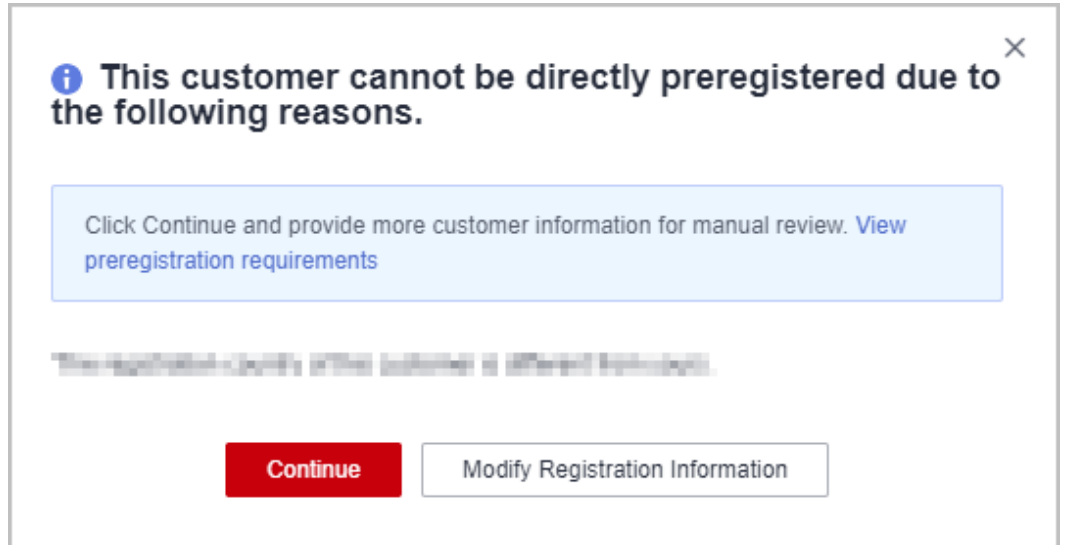 This customer cannot be directly preregistered due to
the following reasons.
Click Continue and provide more customer information for manual review. View
preregistration requirements
Continue
Modify Registration Information